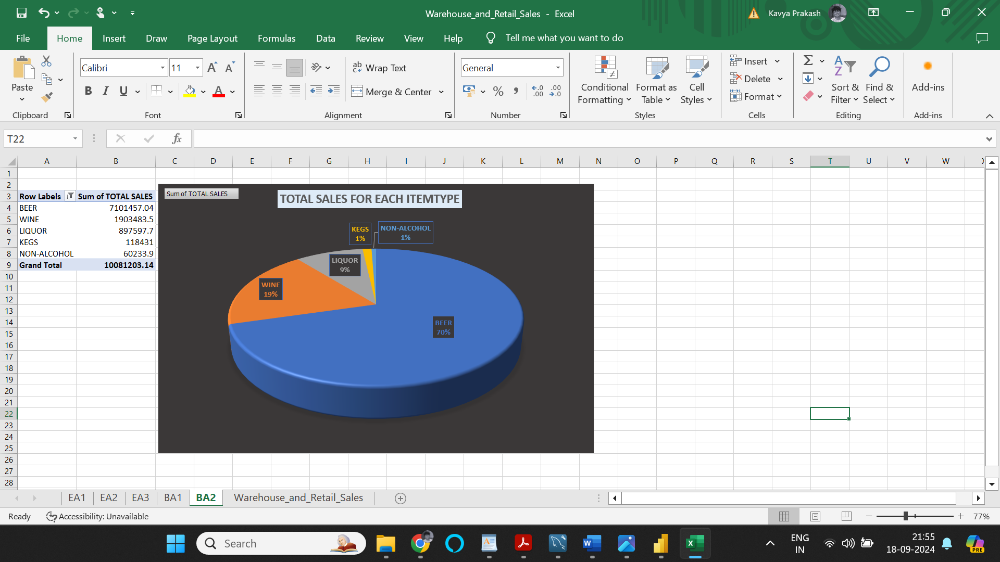 Warehouse_and_Retail_Sales - Excel
Kavya Prakash
File Home Insert Draw Page Layout Formulas Data Review View Help Tell me what you want to do
Paste
Clipboard
Calibri 11
A A
B I U A
Font
ab Wrap Text
Merge & Center
Alignment
General
% , .0 .00 .00 .0
Number
Conditional Formatting
Format as Table
Cell Styles
Styles
Insert
Delete
Format
Cells
Sort & Filter
Find & Select
Editing
Add-ins
Add-ins
T22
fx
A B C D E F G H I J K L M N O P Q R S T U V W
1
2
3 Row Labels Sum of TOTAL SALES
4 BEER 7101457.04
5 WINE 1903483.5
6 LIQUOR 897597.7
7 KEGS 118431
8 NON-ALCOHOL 60233.9
9 Grand Total 10081203.14
10
11
12
13
14
15
16
17
18
19
20
21
22
23
24
25
26
27
28
Sum of TOTAL SALES
TOTAL SALES FOR EACH ITEMTYPE
KEGS
1%
NON-ALCOHOL
1%
LIQUOR
9%
WINE
19%
BEER
70%
EA1 EA2 EA3 BA1 BA2 Warehouse_and_Retail_Sales
Ready Accessibility: Unavailable
77%
Search
ENG
IN
21:55
18-09-2024
PRE